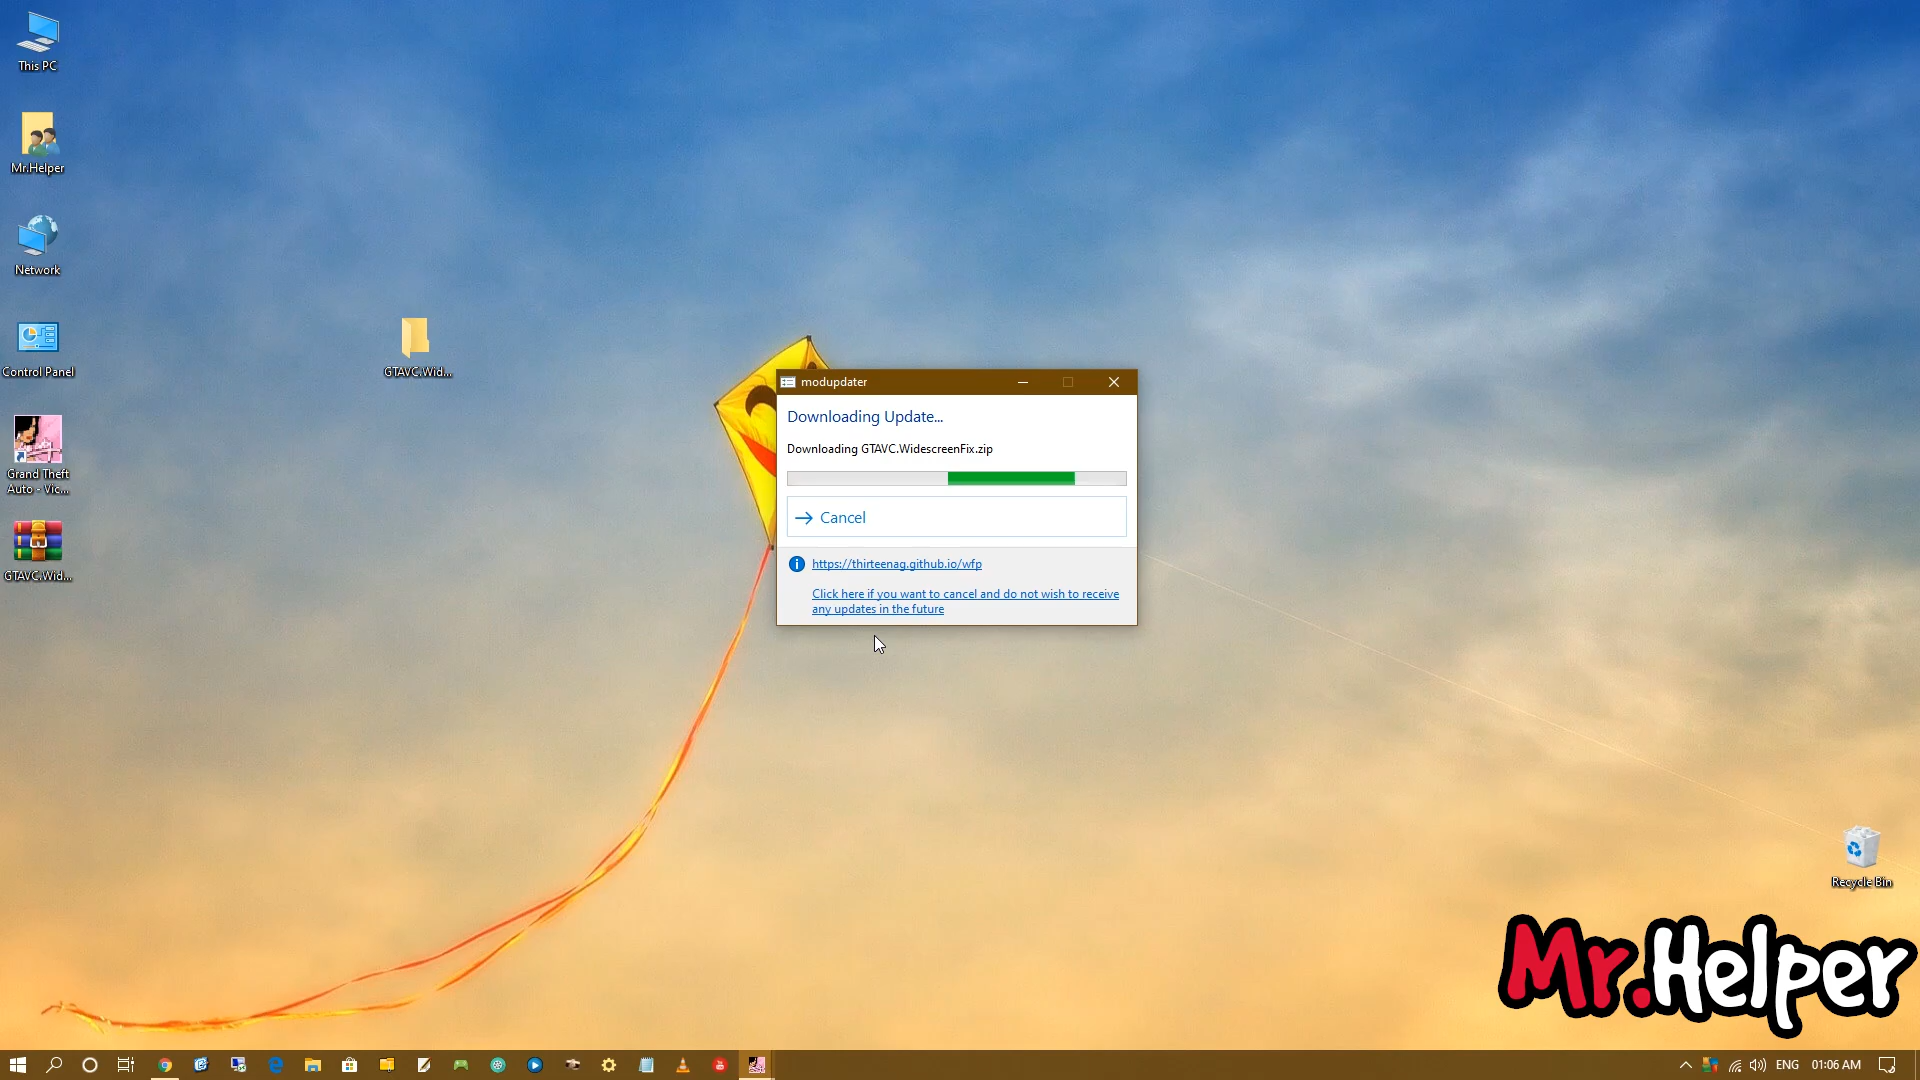 This PC
Mr.Helper
Network
Control Panel
Grand Theft
Auto - Vic...
GTAVC.Wid...
GTAVC.Wid...
modupdater
Downloading Update...
Downloading GTAVC.WidescreenFix.zip
Cancel
https://thirteenag.github.io/wfp
Click here if you want to cancel and do not wish to receive
any updates in the future
Recycle Bin
Mr.Helper
ENG
01:06 AM